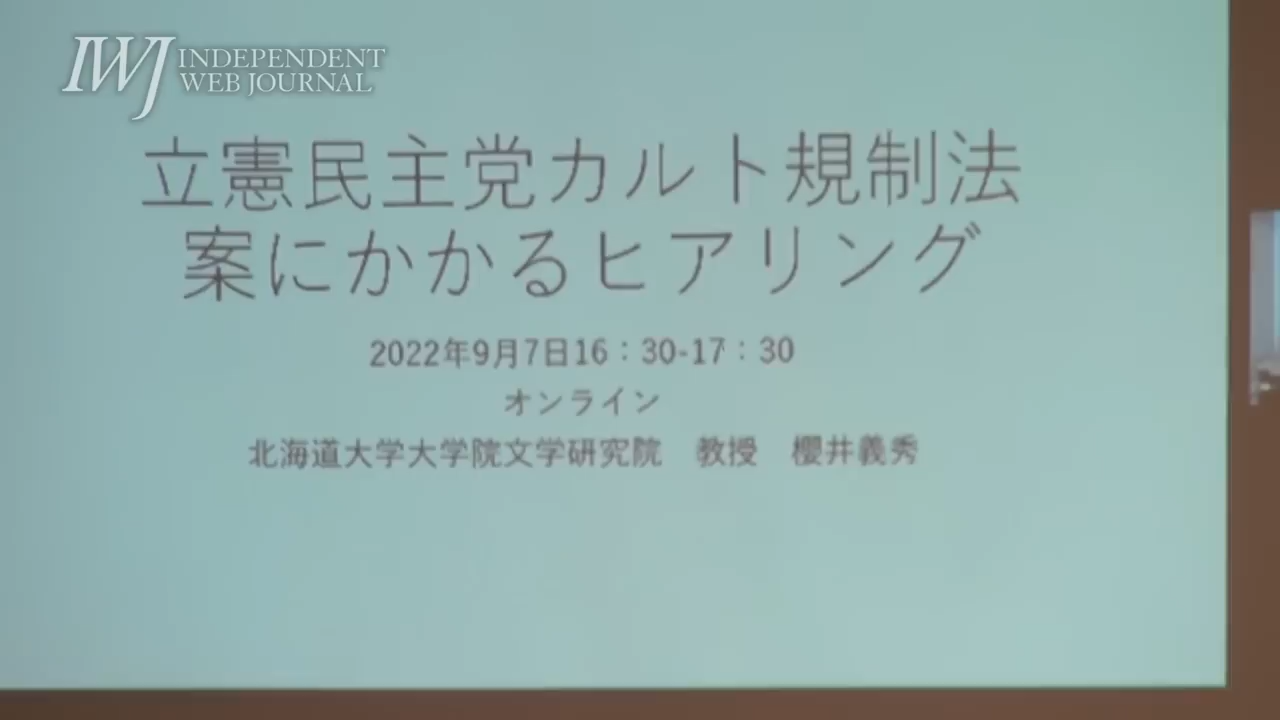 IWJ INDEPENDENT
WEB JOURNAL
立憲民主党カルト規制法
案にかかるヒアリング
2022年9月7日16：30-17：30
オンライン
北海道大学大学院文学研究院　教授　櫻井義秀